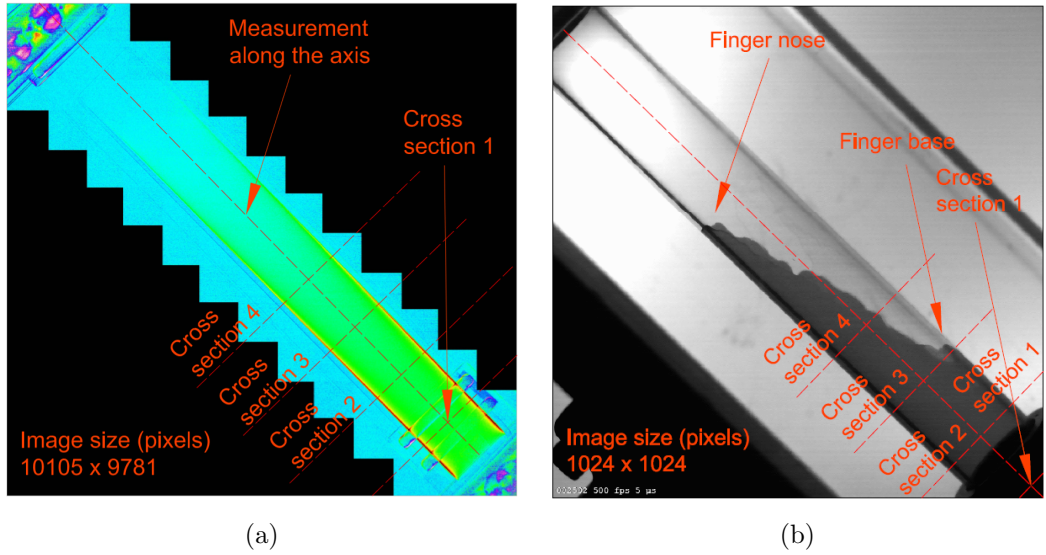 Measurement
along the axis
Cross
section 1
Cross
section 4
Cross
section 3
Cross
section 2
Image size (pixels)
10105 x 9781
(a)
Finger nose
Finger base
Cross
section 1
Cross
section 4
Cross
section 3
Cross
section 1
Cross
section 2
Image size (pixels)
1024 x 1024
002502 500 fps 5 µs
(b)